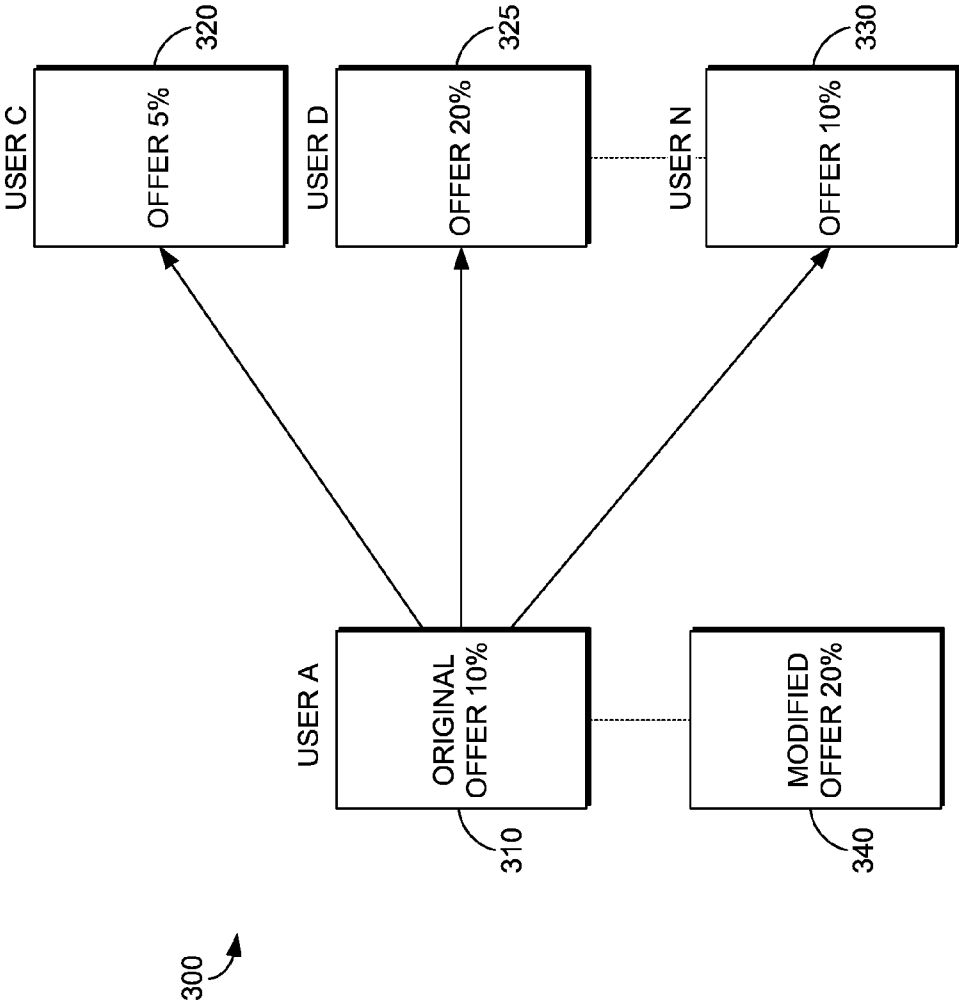 300
USER A
ORIGINAL
OFFER 10%
310
MODIFIED
OFFER 20%
340
USER C
OFFER 5%
320
USER D
OFFER 20%
325
USER N
OFFER 10%
330